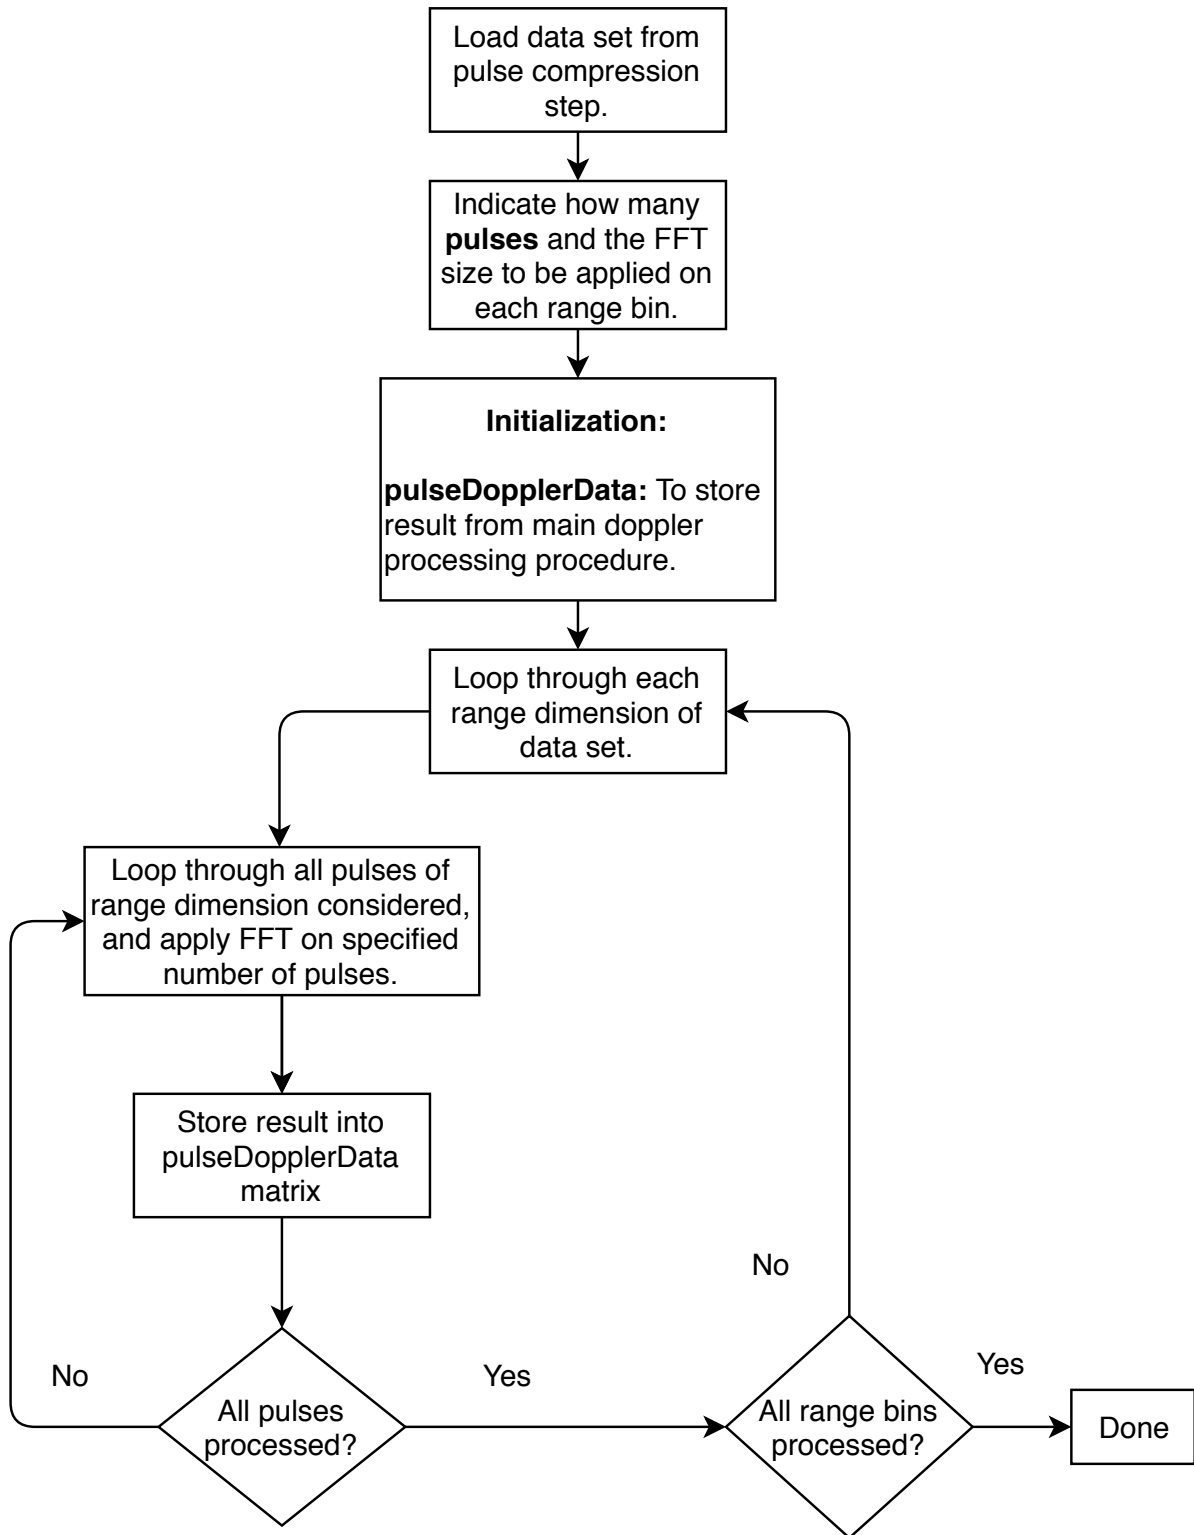 Load data set from
pulse compression
step.
Indicate how many
pulses and the FFT
size to be applied on
each range bin.
Initialization:
pulseDopplerData: To store
result from main doppler
processing procedure.
Loop through each
range dimension of
data set.
Loop through all pulses of
range dimension considered,
and apply FFT on specified
number of pulses.
Store result into
pulseDopplerData
matrix
No
All pulses
processed?
Yes
No
All range bins
processed?
Yes
Done